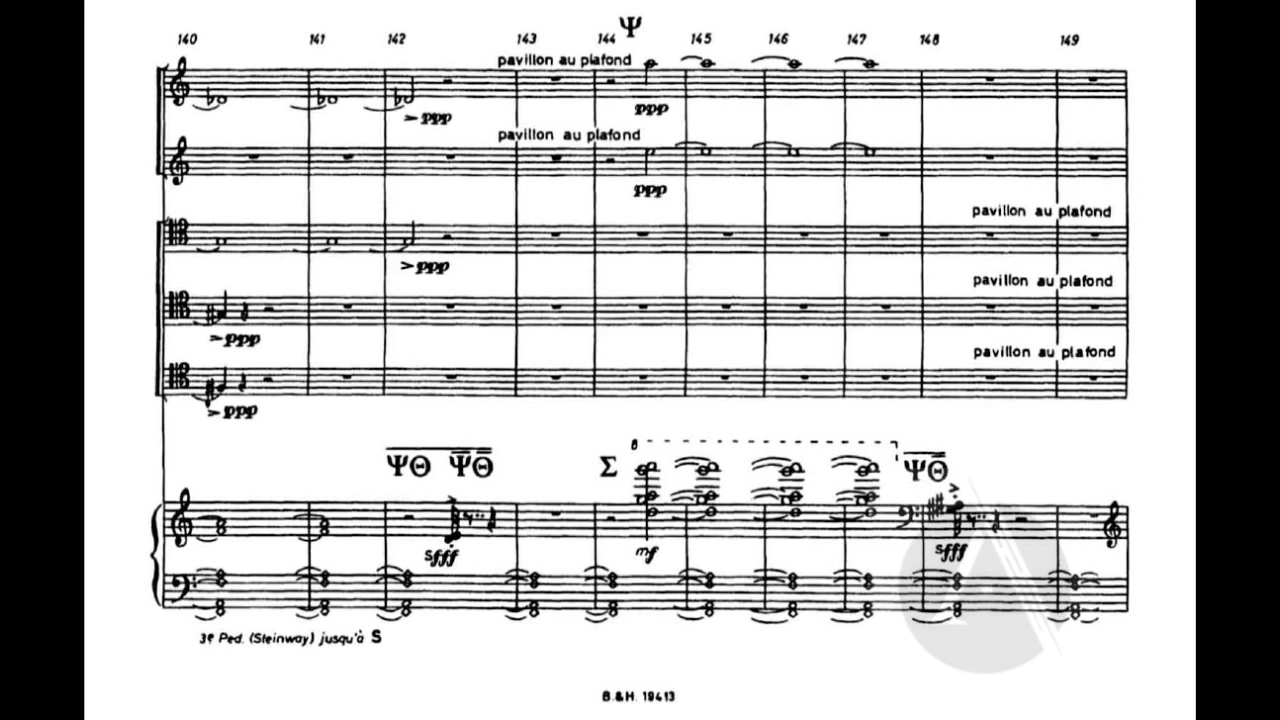 Ψ
140 141 142 143 144 145 146 147 148 149
pavillon au plafond
ppp ppp
pavillon au plafond
ppp
pavillon au plafond
ppp
pavillon au plafond
ppp
pavillon au plafond
ppp
8
ΨΘ ΨΘ Σ ΨΘ
sfff mf sfff
3e Ped. (Steinway) jusqu'à S
B.&H. 19413